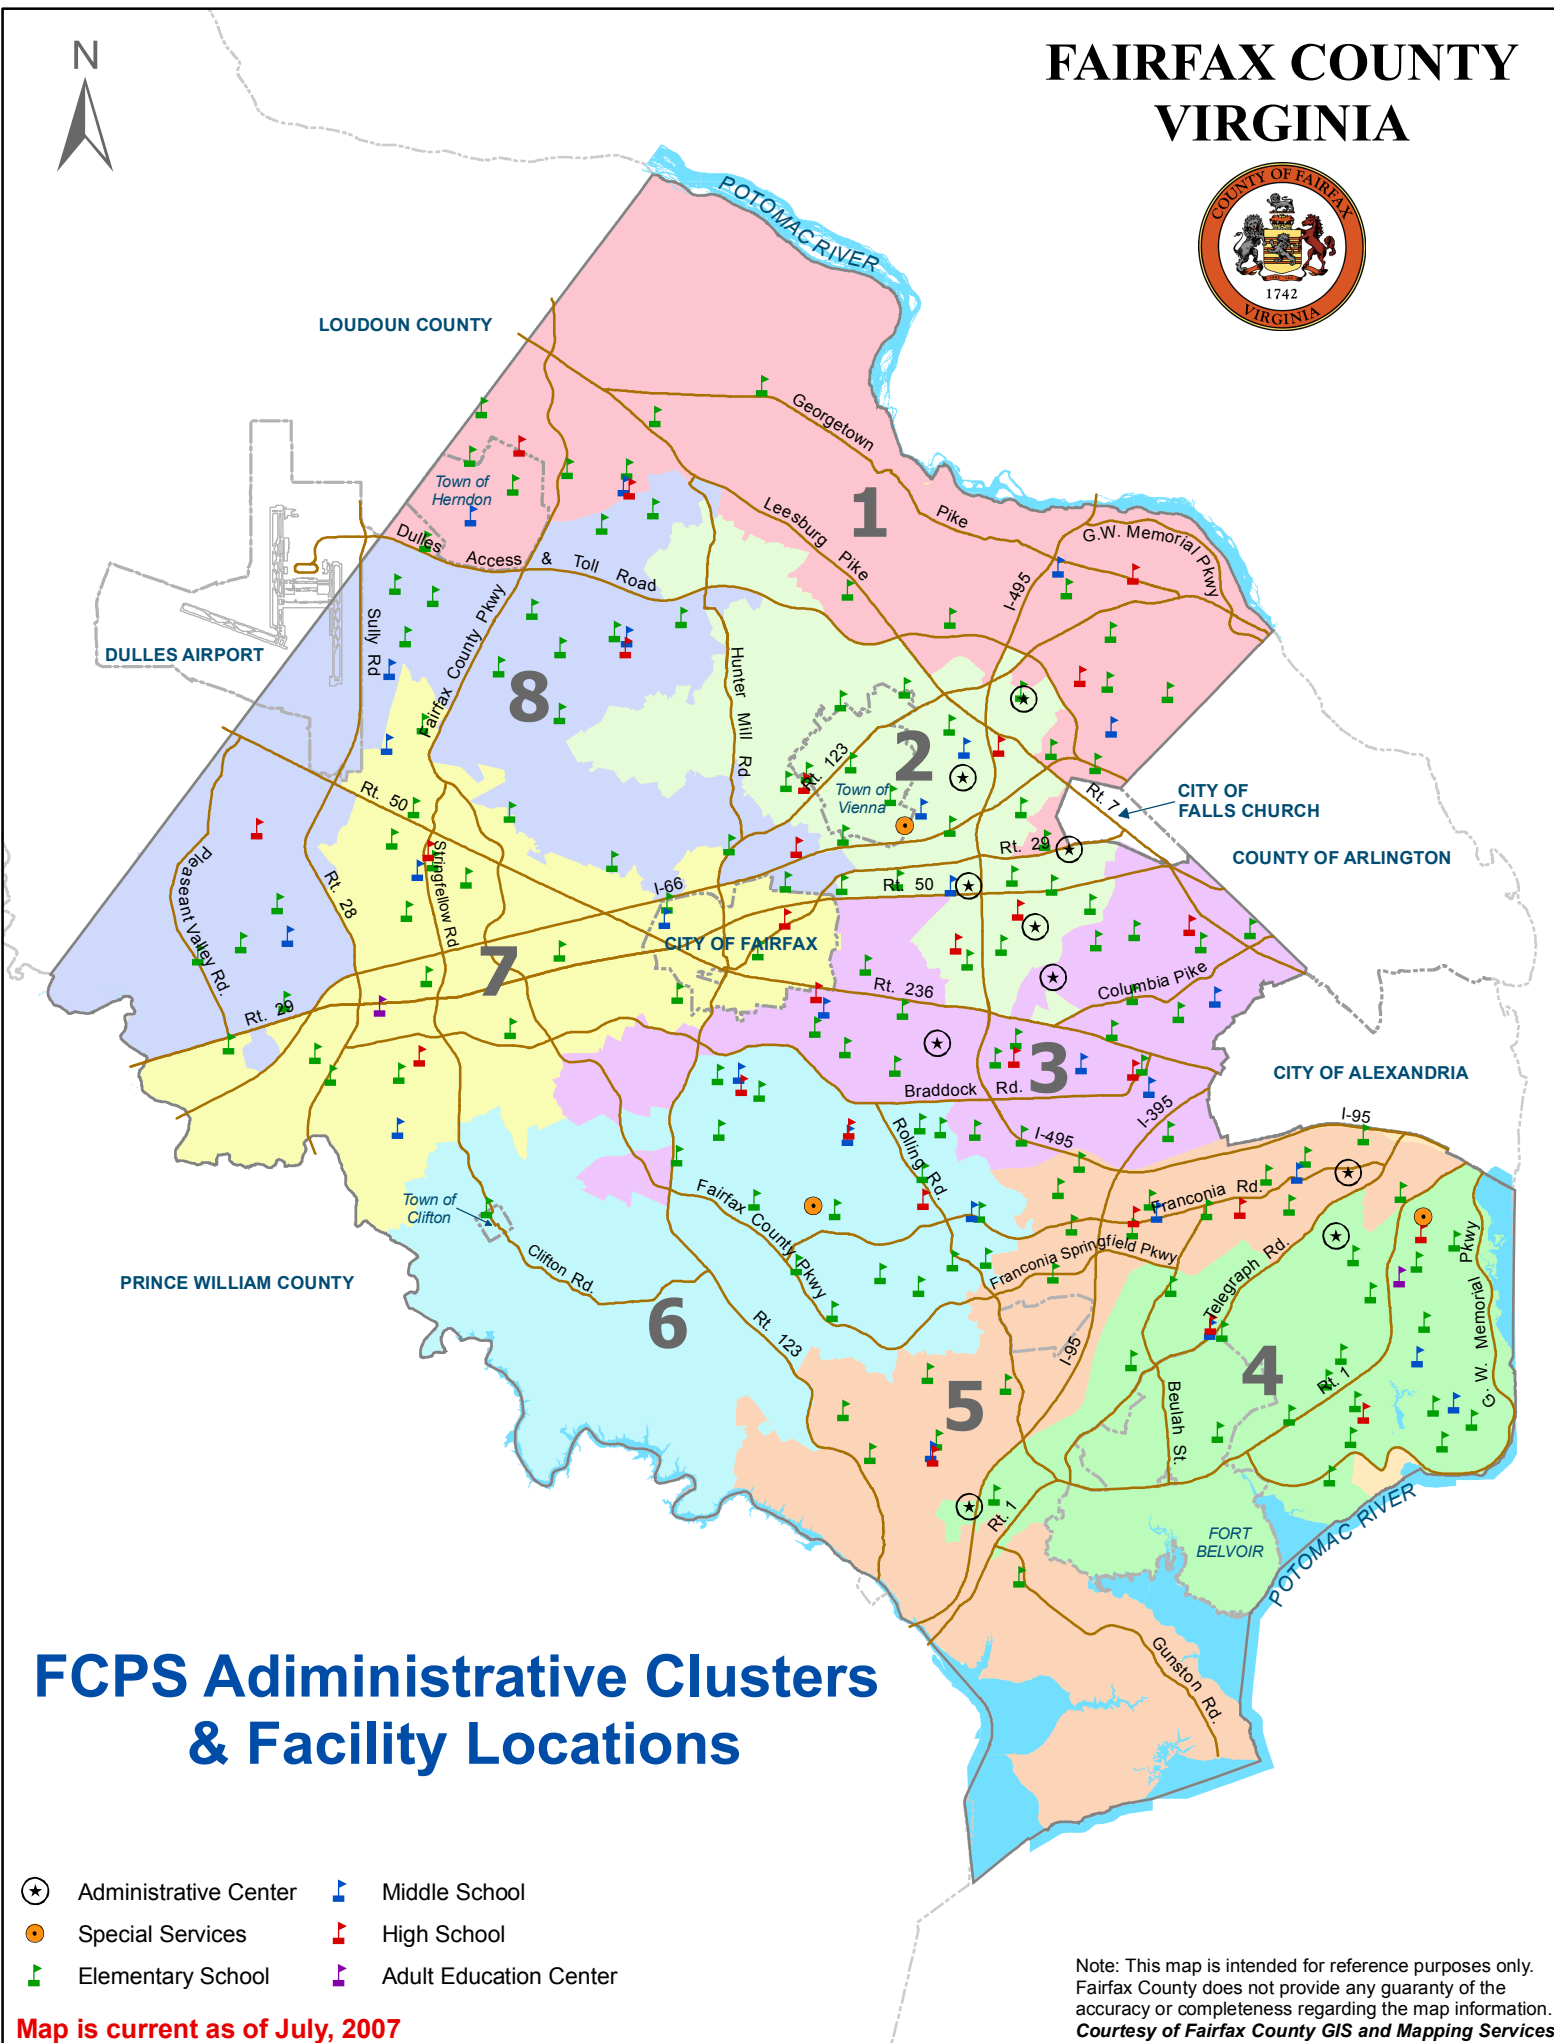 N
FAIRFAX COUNTY
VIRGINIA
COUNTY OF FAIRFAX
1742
VIRGINIA
POTOMAC RIVER
LOUDOUN COUNTY
Georgetown
Pike
Town of
Herndon
1
Leesburg
Pike
G.W. Memorial Pkwy
Dulles
Access & Toll Road
I-495
Sully Rd
Fairfax County Pkwy
DULLES AIRPORT
8
Hunter Mill Rd
2
Rt. 123
Town of
Vienna
Rt. 50
Rt. 7
CITY OF
FALLS CHURCH
COUNTY OF ARLINGTON
Rt. 29
Pleaseant Valley Rd.
Rt. 28
Stringfellow Rd
I-66
Rt. 50
CITY OF FAIRFAX
7
Rt. 236
Columbia Pike
Rt. 29
3
Braddock Rd.
CITY OF ALEXANDRIA
I-395
I-95
I-495
Rolling Rd.
Town of
Clifton
Fairfax County Pkwy
Franconia Rd.
Franconia Springfield Pkwy
Telegraph Rd.
Clifton Rd.
PRINCE WILLIAM COUNTY
6
Rt. 123
I-95
G. W. Memorial Pkwy
4
Rt. 1
Beulah St.
5
Rt. 1
FORT
BELVOIR
POTOMAC RIVER
Gunston Rd.
FCPS Adiministrative Clusters
& Facility Locations
Administrative Center
Special Services
Elementary School
Middle School
High School
Adult Education Center
Map is current as of July, 2007
Note: This map is intended for reference purposes only.
Fairfax County does not provide any guaranty of the
accuracy or completeness regarding the map information.
Courtesy of Fairfax County GIS and Mapping Services